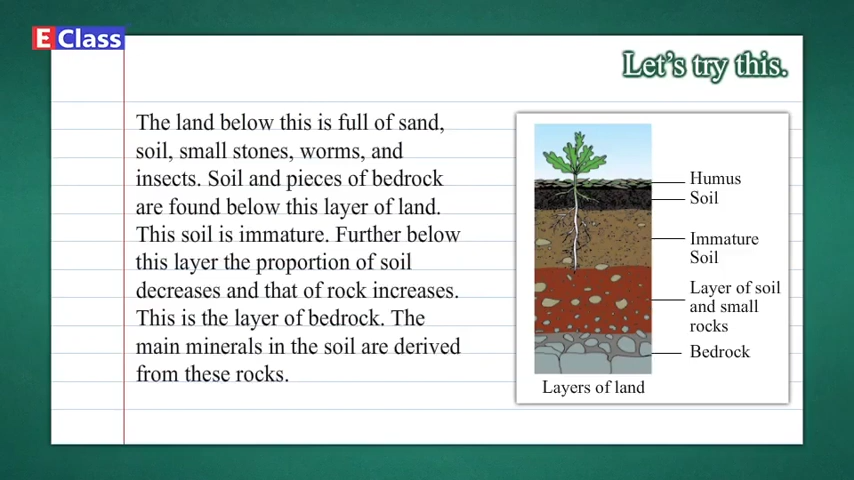 E Class
Let's try this.
The land below this is full of sand,
soil, small stones, worms, and
insects. Soil and pieces of bedrock
are found below this layer of land.
This soil is immature. Further below
this layer the proportion of soil
decreases and that of rock increases.
This is the layer of bedrock. The
main minerals in the soil are derived
from these rocks.
Humus
Soil
Immature
Soil
Layer of soil
and small
rocks
Bedrock
Layers of land